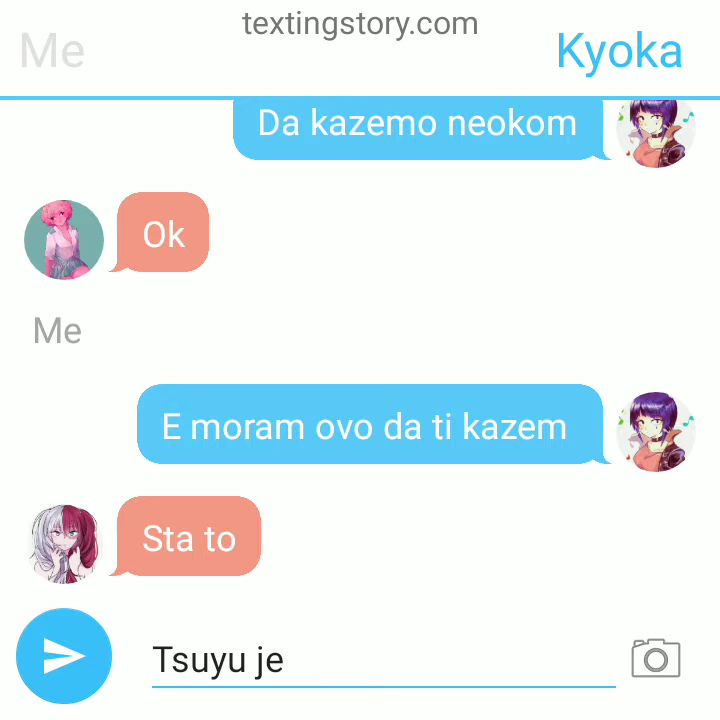 textingstory.com
Me
Kyoka
Da kazemo neokom
Ok
Me
E moram ovo da ti kazem
Sta to
Tsuyu je